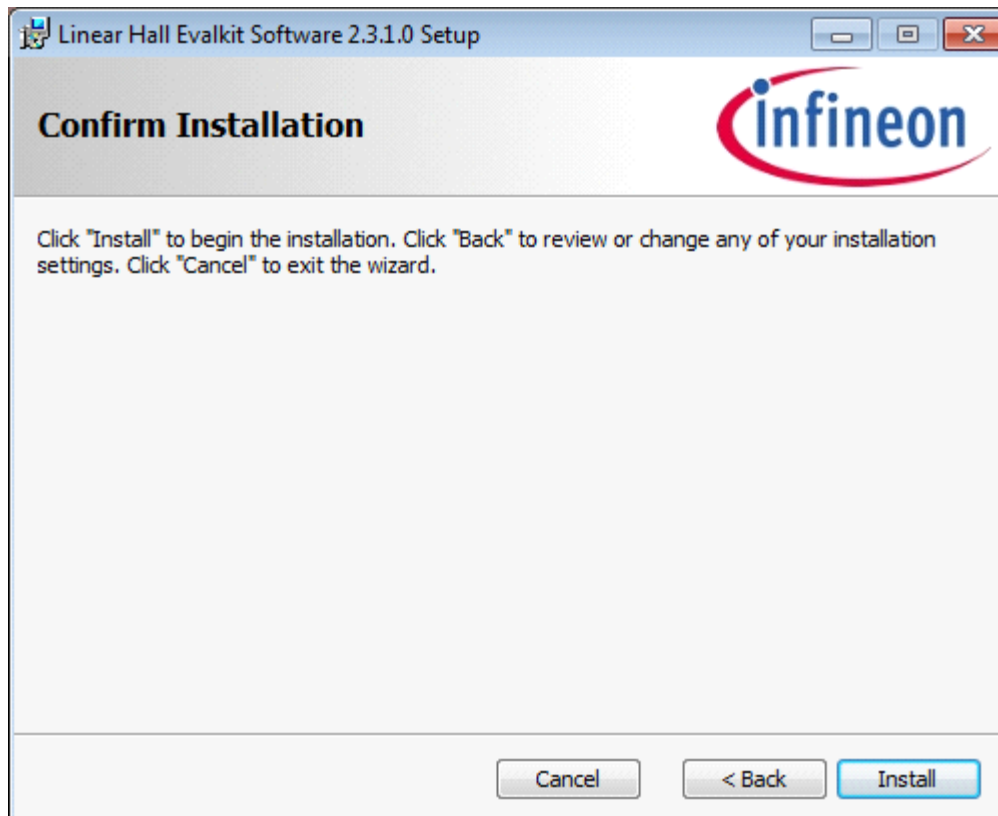 Linear Hall Evalkit Software 2.3.1.0 Setup
Confirm Installation
infineon
Click "Install" to begin the installation. Click "Back" to review or change any of your installation
settings. Click "Cancel" to exit the wizard.
Cancel
< Back
Install